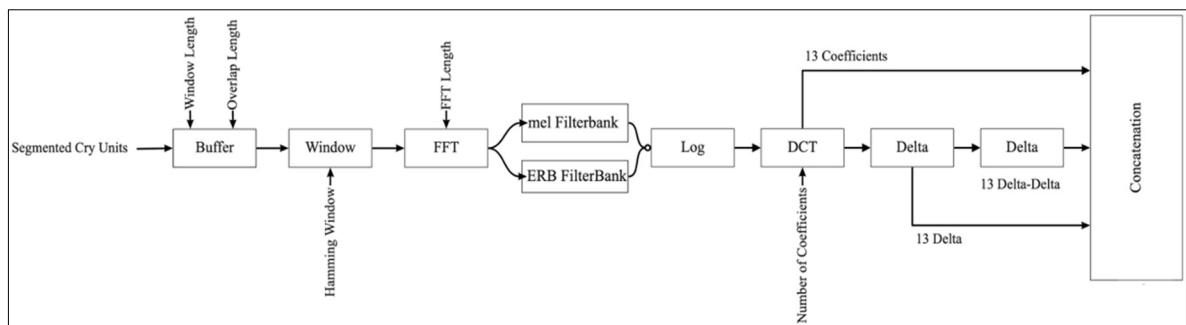 Window Length
Overlap Length
FFT Length
13 Coefficients
Segmented Cry Units
Buffer
Window
FFT
mel Filterbank
ERB FilterBank
Log
DCT
Delta
Delta
13 Delta-Delta
13 Delta
Hamming Window
Number of Coefficients
Concatenation